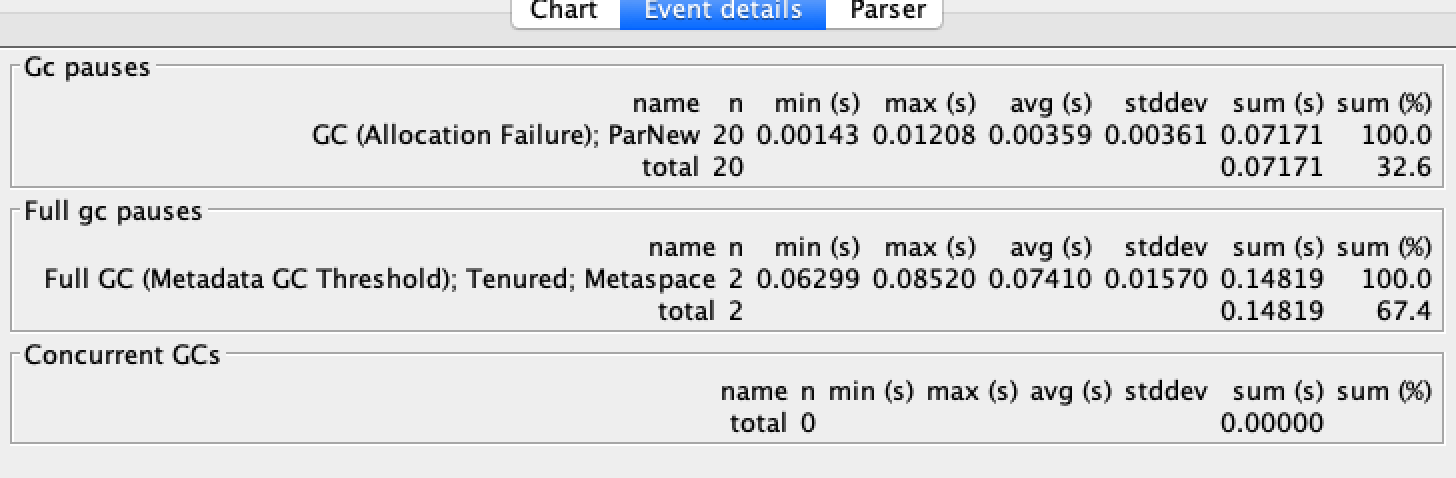 Chart Event details Parser
Gc pauses
name n min (s) max (s) avg (s) stddev sum (s) sum (%)
GC (Allocation Failure); ParNew 20 0.00143 0.01208 0.00359 0.00361 0.07171 100.0
total 20 0.07171 32.6
Full gc pauses
name n min (s) max (s) avg (s) stddev sum (s) sum (%)
Full GC (Metadata GC Threshold); Tenured; Metaspace 2 0.06299 0.08520 0.07410 0.01570 0.14819 100.0
total 2 0.14819 67.4
Concurrent GCs
name n min (s) max (s) avg (s) stddev sum (s) sum (%)
total 0 0.00000